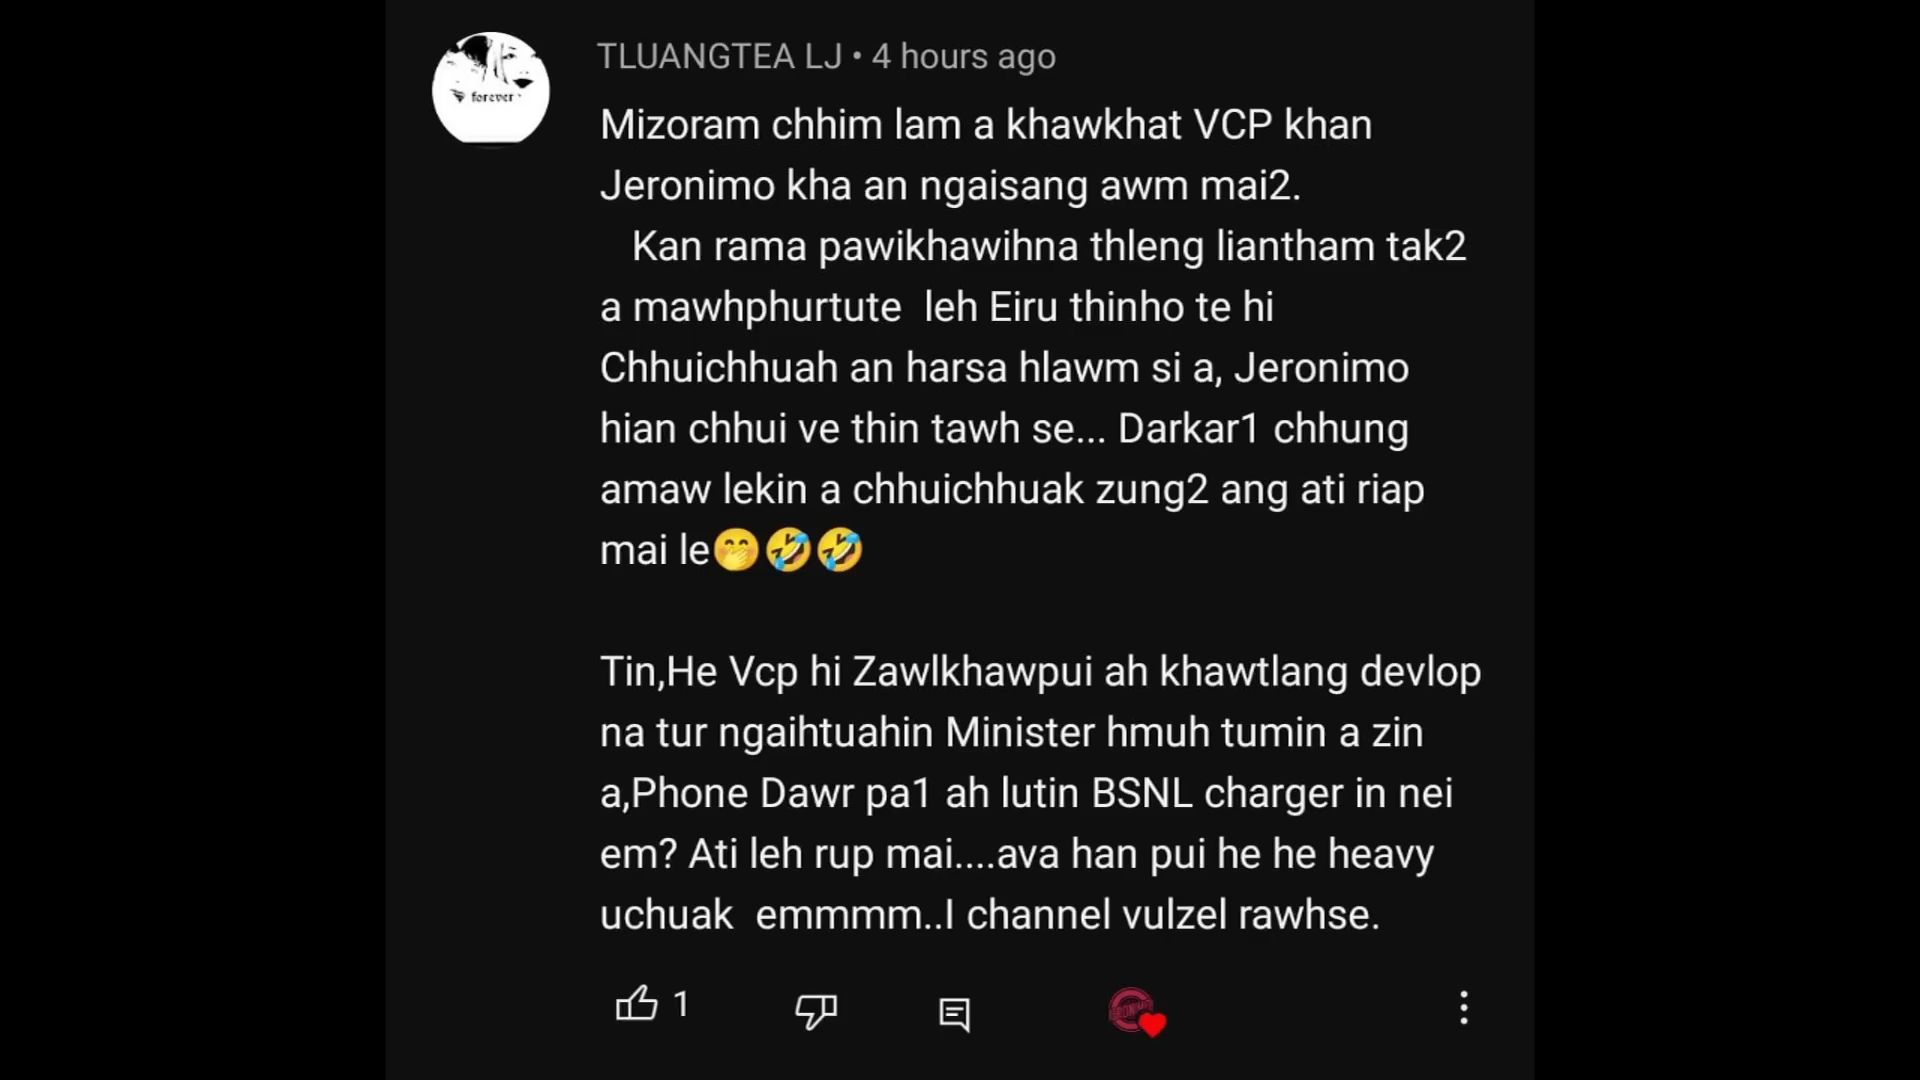 TLUANGTEA LJ • 4 hours ago
Mizoram chhim lam a khawkhat VCP khan
Jeronimo kha an ngaisang awm mai2.
Kan rama pawikhawihna thleng liantham tak2
a mawhphurtute leh Eiru thinho te hi
Chhuichhuah an harsa hlawm si a, Jeronimo
hian chhui ve thin tawh se... Darkar1 chhung
amaw lekin a chhuichhuak zung2 ang ati riap
mai le🤭🤣🤣
Tin,He Vcp hi Zawlkhawpui ah khawtlang devlop
na tur ngaihtuahin Minister hmuh tumin a zin
a,Phone Dawr pa1 ah lutin BSNL charger in nei
em? Ati leh rup mai....ava han pui he he heavy
uchuak emmmm..I channel vulzel rawhse.
1
forever